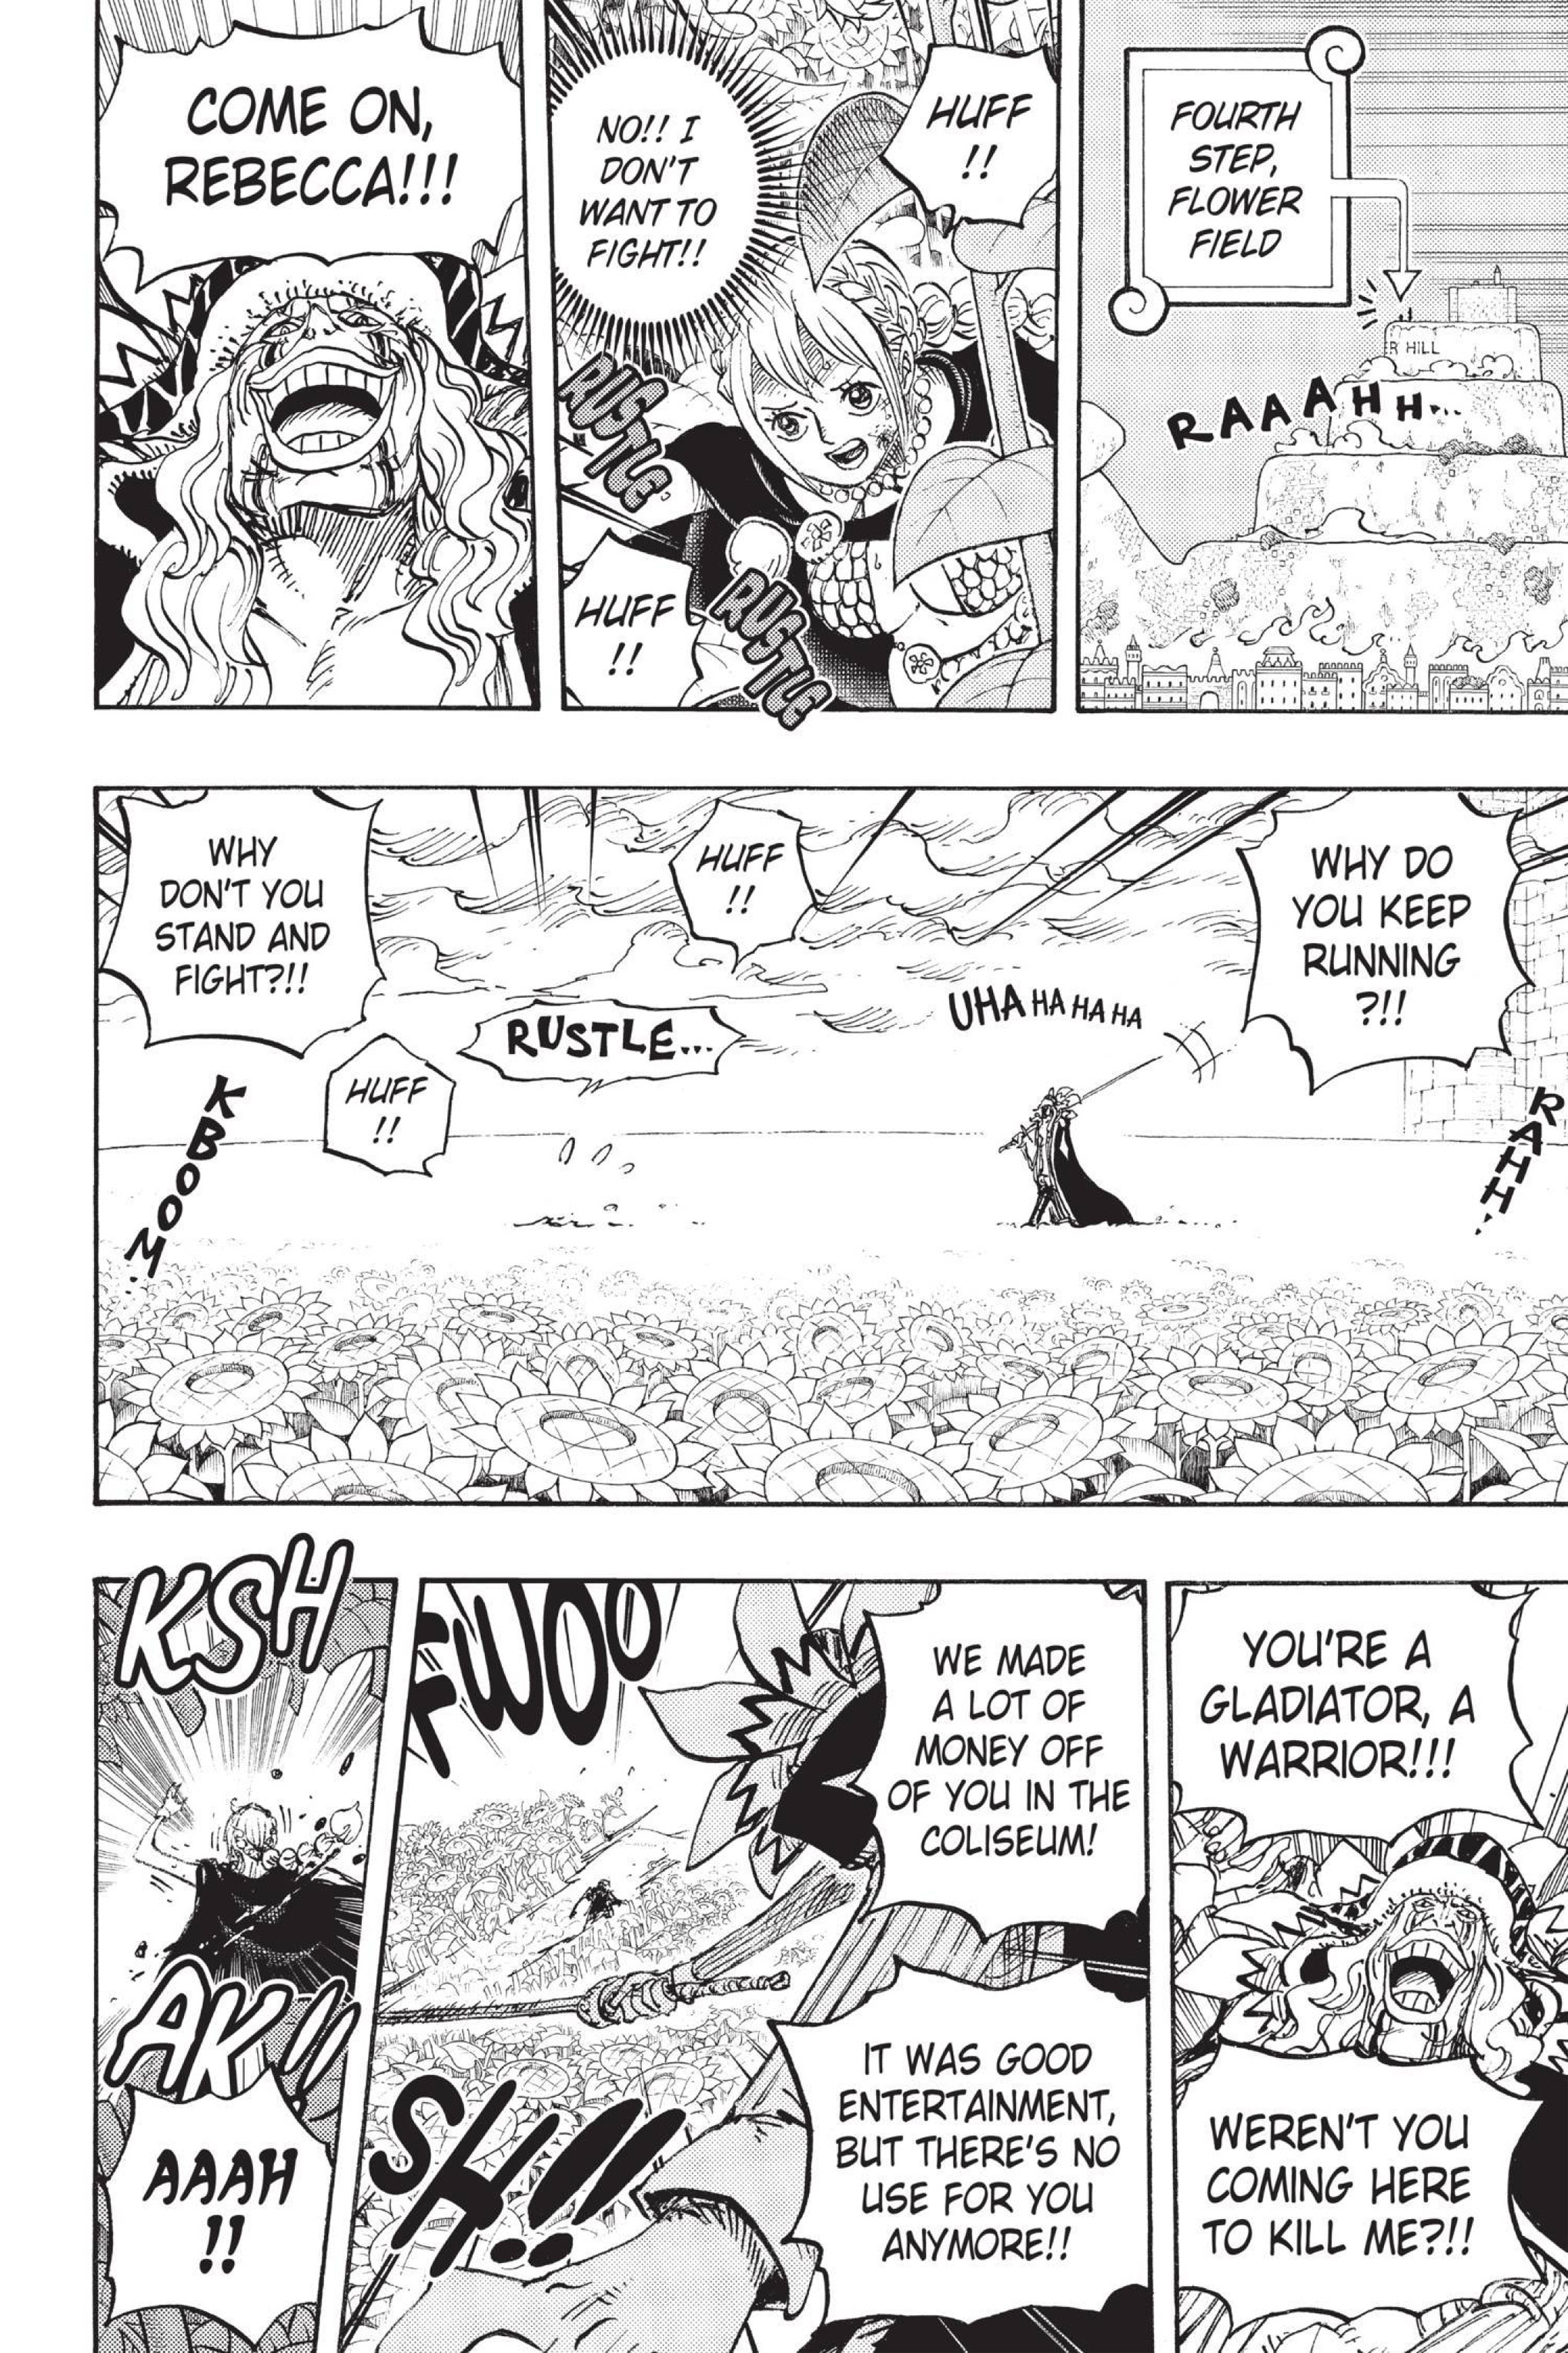 FOURTH
STEP,
FLOWER
FIELD
R HILL
RAAAHH...
HUFF
!!
NO!! I
DON'T
WANT TO
FIGHT!!
RUSTLE
HUFF
!!
RUSTLE
COME ON,
REBECCA!!!
WHY DO
YOU KEEP
RUNNING
?!!
RAHH!
UHA HA HA HA
HUFF
!!
RUSTLE...
WHY
DON'T YOU
STAND AND
FIGHT?!!
HUFF
!!
KBOOM...
YOU'RE A
GLADIATOR, A
WARRIOR!!!
WEREN'T YOU
COMING HERE
TO KILL ME?!!
WE MADE
A LOT OF
MONEY OFF
OF YOU IN THE
COLISEUM!
IT WAS GOOD
ENTERTAINMENT,
BUT THERE'S NO
USE FOR YOU
ANYMORE!!
FWOO
SH!!
KSH
AK!!
AAAH
!!